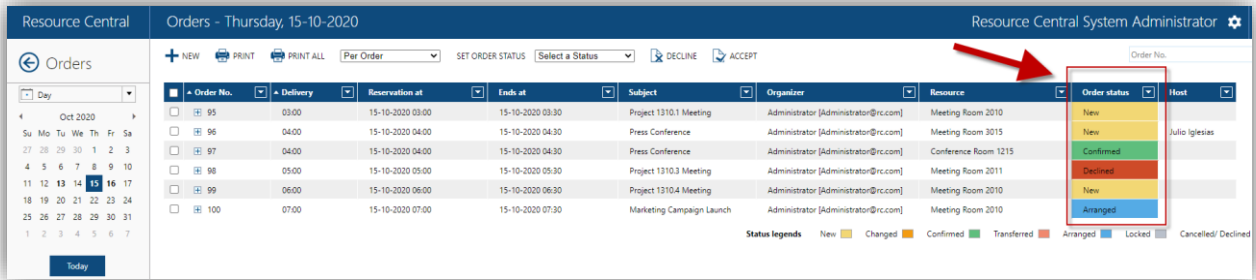 Resource Central
Orders - Thursday, 15-10-2020
Resource Central System Administrator
Orders
NEW PRINT PRINT ALL Per Order SET ORDER STATUS Select a Status DECLINE ACCEPT Order No.
Day
Oct 2020
Su Mo Tu We Th Fr Sa
27 28 29 30 1 2 3
4 5 6 7 8 9 10
11 12 13 14 15 16 17
18 19 20 21 22 23 24
25 26 27 28 29 30 31
1 2 3 4 5 6 7
Today
Order No. Delivery Reservation at Ends at Subject Organizer Resource Order status Host
95 03:00 15-10-2020 03:00 15-10-2020 03:30 Project 1310.1 Meeting Administrator [Administrator@rc.com] Meeting Room 2010 New
96 04:00 15-10-2020 04:00 15-10-2020 04:30 Press Conference Administrator [Administrator@rc.com] Meeting Room 3015 New Julio Iglesias
97 04:00 15-10-2020 04:00 15-10-2020 04:30 Press Conference Administrator [Administrator@rc.com] Conference Room 1215 Confirmed
98 05:00 15-10-2020 05:00 15-10-2020 05:30 Project 1310.3 Meeting Administrator [Administrator@rc.com] Meeting Room 2011 Declined
99 06:00 15-10-2020 06:00 15-10-2020 06:30 Project 1310.4 Meeting Administrator [Administrator@rc.com] Meeting Room 2010 New
100 07:00 15-10-2020 07:00 15-10-2020 07:30 Marketing Campaign Launch Administrator [Administrator@rc.com] Meeting Room 2010 Arranged
Status legends New Changed Confirmed Transferred Arranged Locked Cancelled/ Declined